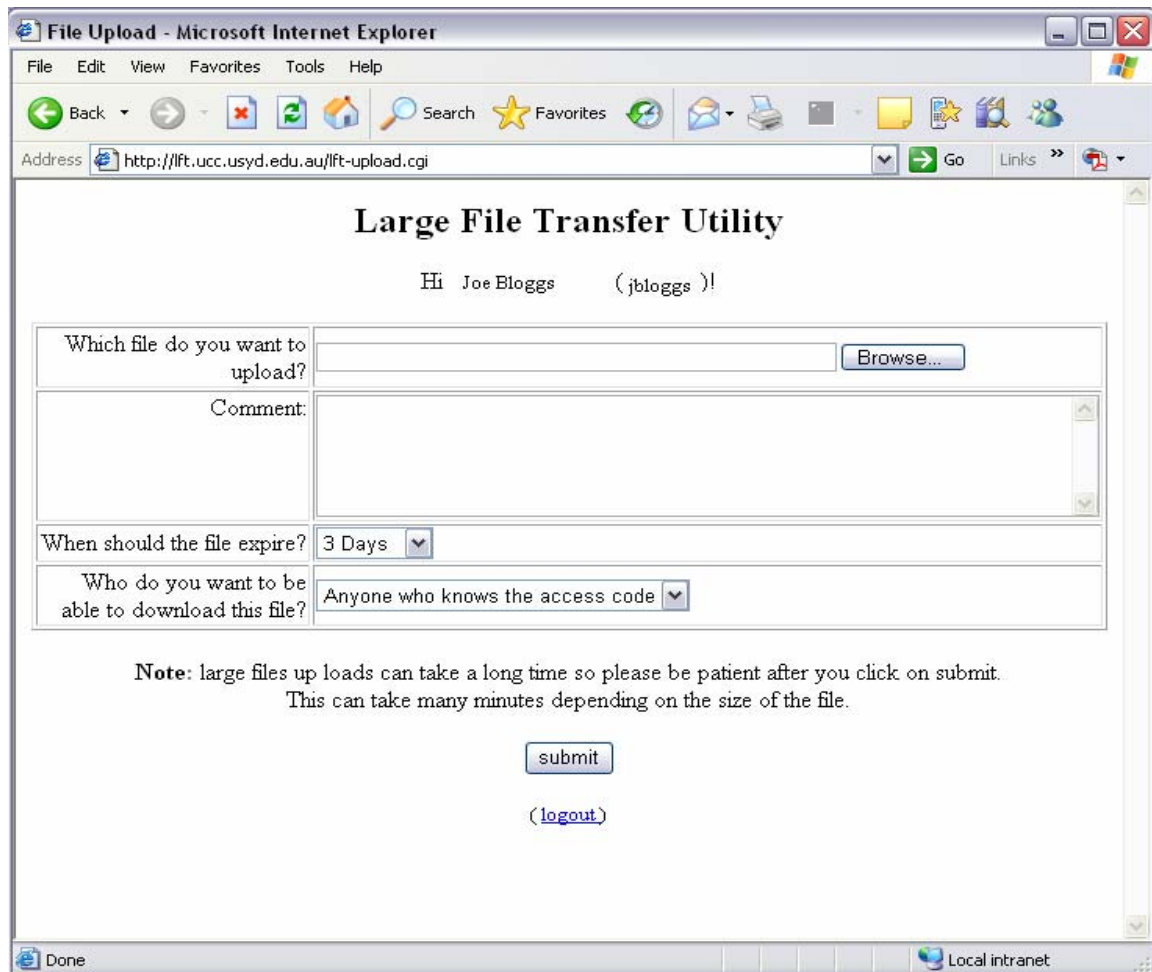 File Upload - Microsoft Internet Explorer
File Edit View Favorites Tools Help
Back Search Favorites
Address http://lft.ucc.usyd.edu.au/lft-upload.cgi Go Links »
Large File Transfer Utility
Hi Joe Bloggs ( jbloggs )!
Which file do you want to
upload?
Browse...
Comment:
When should the file expire? 3 Days
Who do you want to be
able to download this file?
Anyone who knows the access code
Note: large files up loads can take a long time so please be patient after you click on submit.
This can take many minutes depending on the size of the file.
submit
(logout)
Done Local intranet